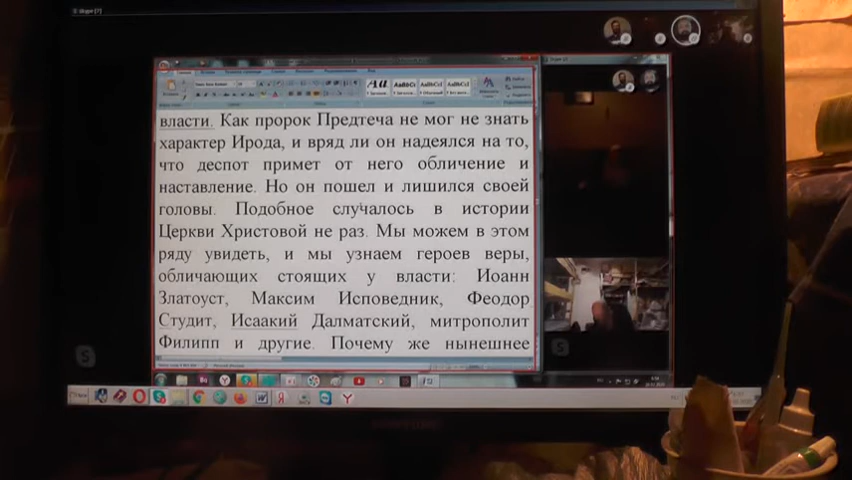 власти. Как пророк Предтеча не мог не знать
характер Ирода, и вряд ли он надеялся на то,
что деспот примет от него обличение и
наставление. Но он пошел и лишился своей
головы. Подобное случалось в истории
Церкви Христовой не раз. Мы можем в этом
ряду увидеть, и мы узнаем героев веры,
обличающих стоящих у власти: Иоанн
Златоуст, Максим Исповедник, Феодор
Студит, Исаакий Далматский, митрополит
Филипп и другие. Почему же нынешнее